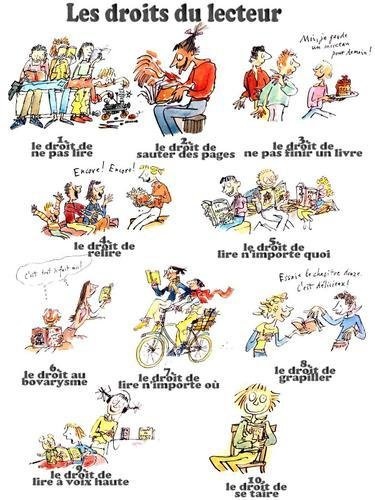 Les droits du lecteur
Moi, je garde
un morceau
pour demain !
1.
le droit de
ne pas lire
2.
le droit de
sauter des pages
3.
le droit de
ne pas finir un livre
Encore ! Encore !
4.
le droit de
relire
5.
le droit de
lire n'importe quoi
C'est tout à fait moi !
6.
le droit au
bovarysme
7.
le droit de
lire n'importe où
Essaie le chapitre douze.
C'est délicieux !
8.
le droit de
grapiller
9.
le droit de
lire à voix haute
10.
le droit de
se taire